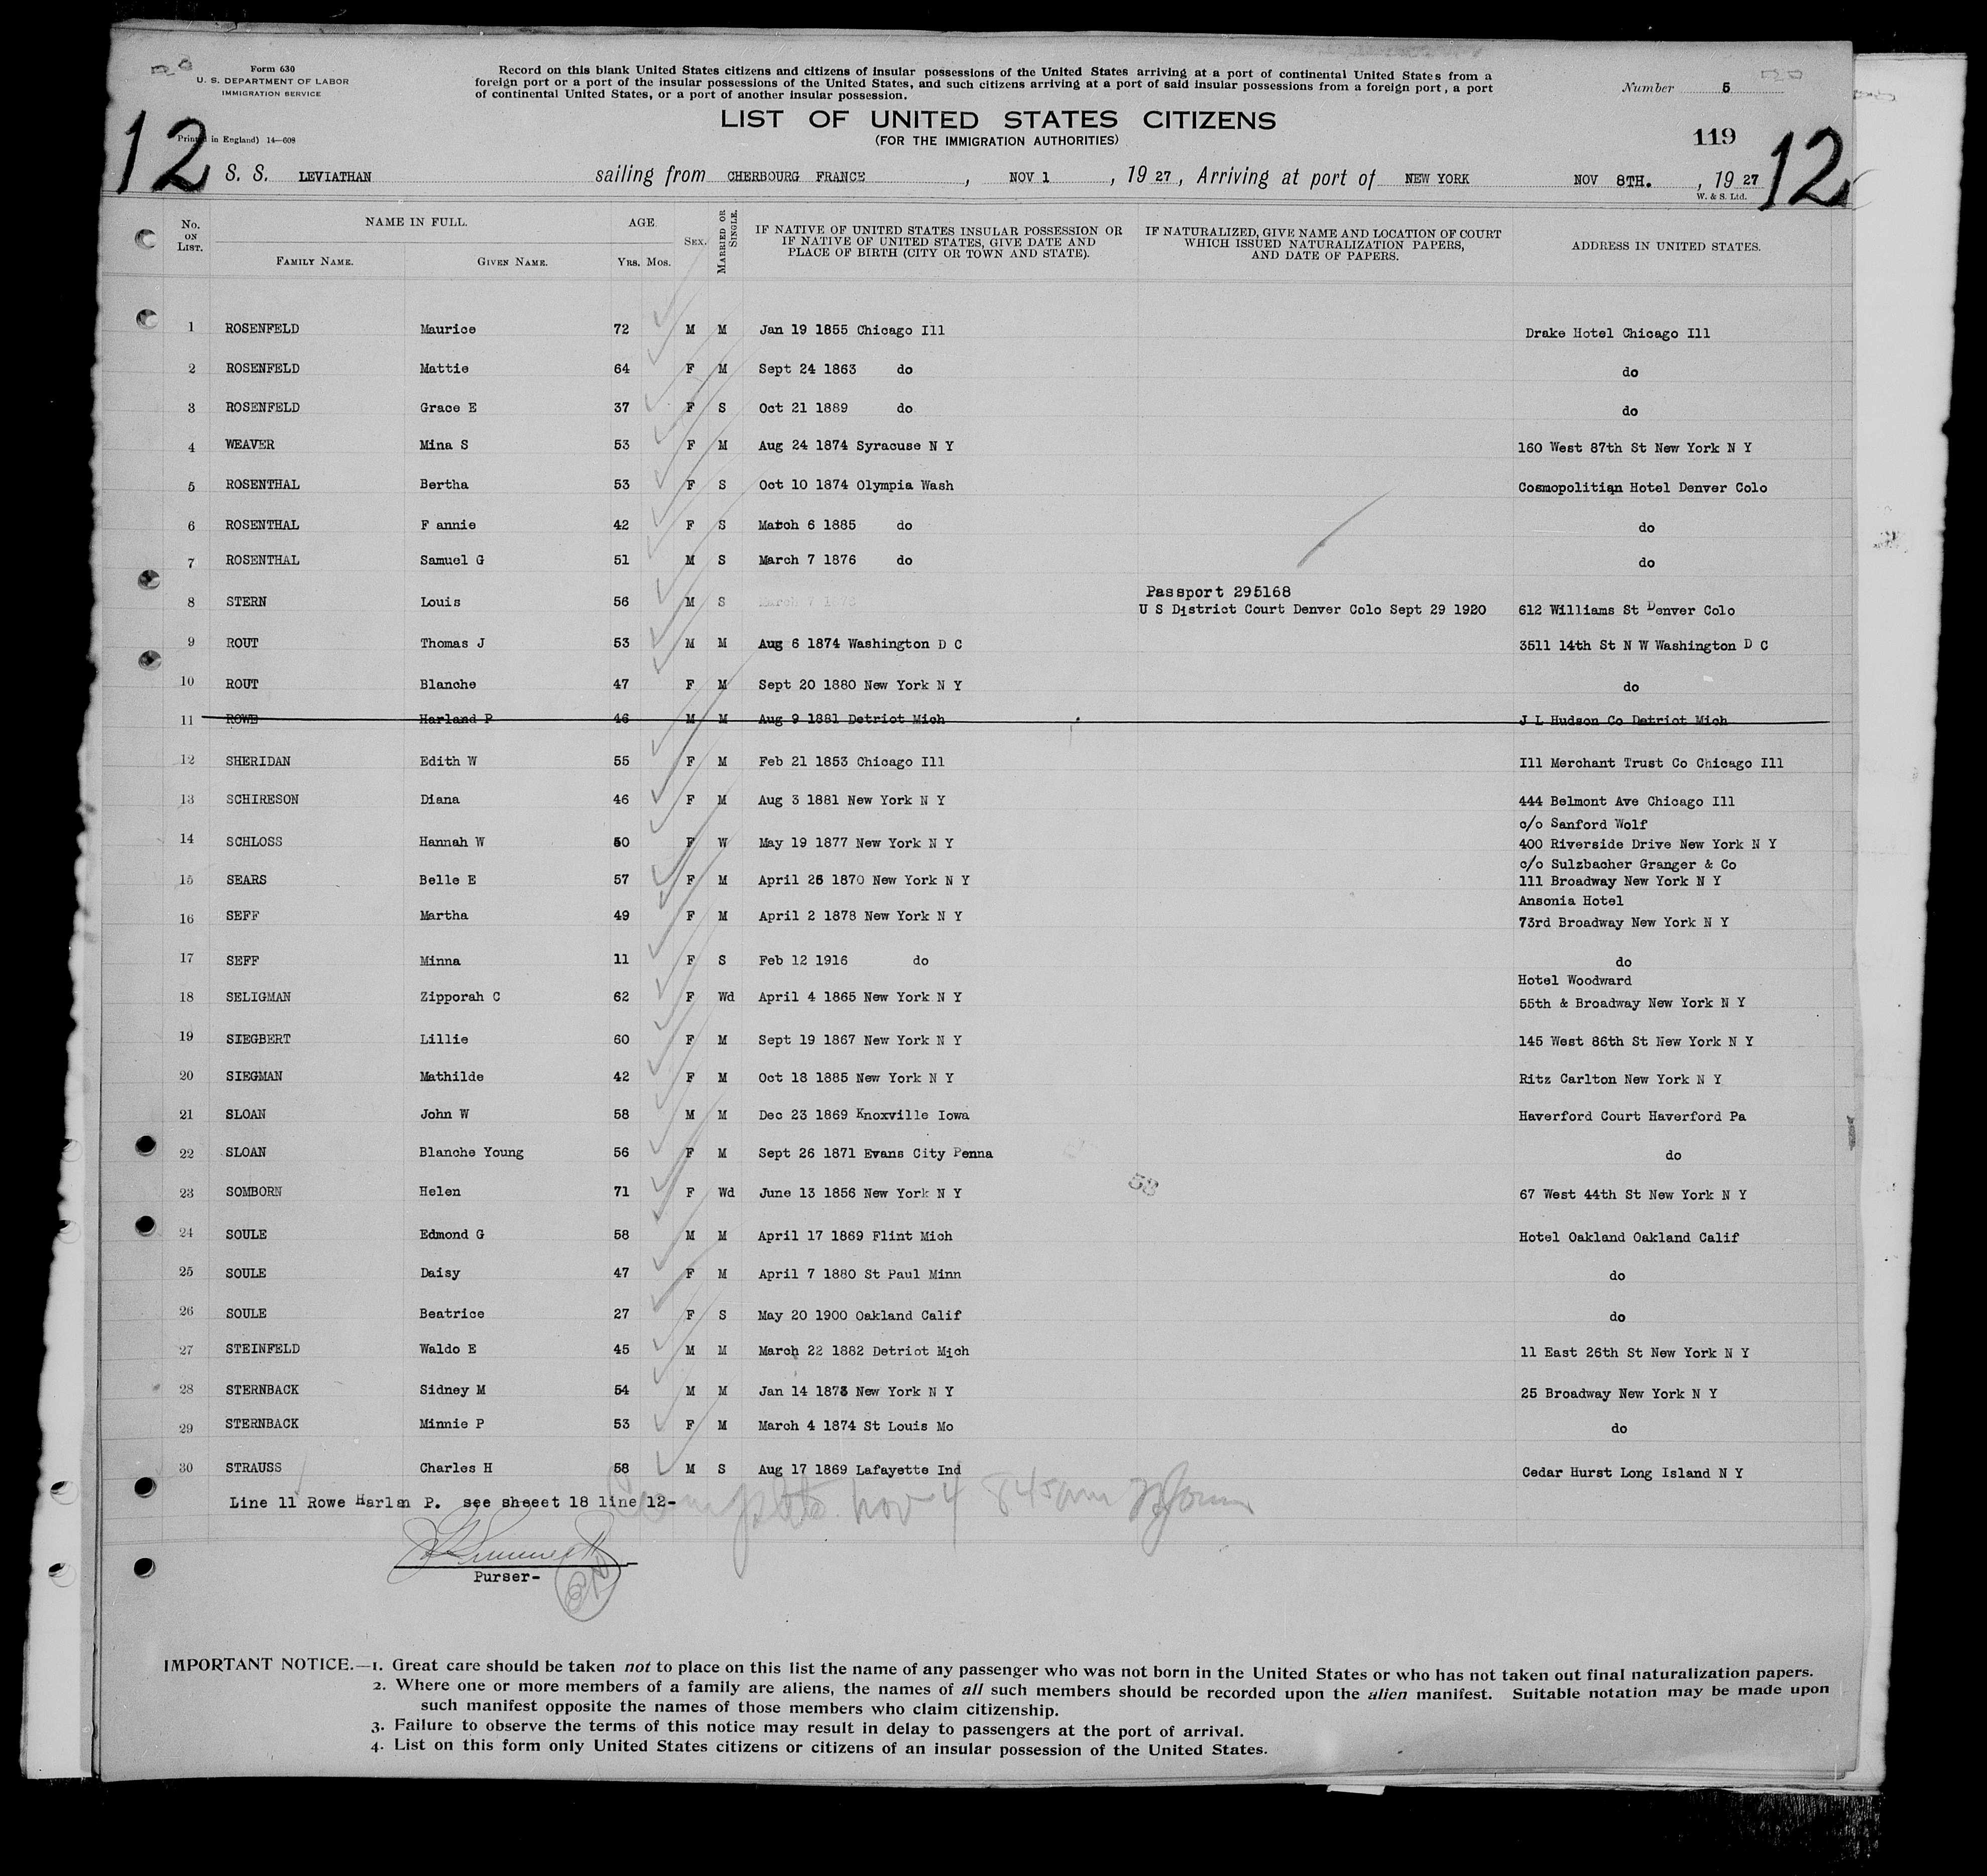 Form 630
U. S. DEPARTMENT OF LABOR
IMMIGRATION SERVICE
in England) 14—608
Record on this blank United States citizens and citizens of insular possessions of the United States arriving at a port of continental United States from a
foreign port or a port of the insular possessions of the United States, and such citizens arriving at a port of said insular possessions from a foreign port, a port
of continental United States, or a port of another insular possession.
Number 5
LIST OF UNITED STATES CITIZENS
(FOR THE IMMIGRATION AUTHORITIES)
119
12 12
S. S. LEVIATHAN sailing from CHERBOURG FRANCE, NOV 1, 19 27, Arriving at port of NEW YORK NOV 8TH., 19 27
W. & S. Ltd.
No. ON LIST. NAME IN FULL. AGE. SEX. MARRIED OR SINGLE. IF NATIVE OF UNITED STATES INSULAR POSSESSION OR IF NATIVE OF UNITED STATES, GIVE DATE AND PLACE OF BIRTH (CITY OR TOWN AND STATE). IF NATURALIZED, GIVE NAME AND LOCATION OF COURT WHICH ISSUED NATURALIZATION PAPERS, AND DATE OF PAPERS. ADDRESS IN UNITED STATES.
FAMILY NAME. GIVEN NAME. YRS. MOS.
1 ROSENFELD Maurice 72 M M Jan 19 1855 Chicago Ill Drake Hotel Chicago Ill
2 ROSENFELD Mattie 64 F M Sept 24 1863 do do
3 ROSENFELD Grace E 37 F S Oct 21 1889 do do
4 WEAVER Mina S 53 F M Aug 24 1874 Syracuse N Y 160 West 87th St New York N Y
5 ROSENTHAL Bertha 53 F S Oct 10 1874 Olympia Wash Cosmopolitian Hotel Denver Colo
6 ROSENTHAL F annie 42 F S March 6 1885 do do
7 ROSENTHAL Samuel G 51 M S March 7 1876 do do
Passport 295168
8 STERN Louis 56 M S U S District Court Denver Colo Sept 29 1920 612 Williams St Denver Colo
9 ROUT Thomas J 53 M M Aug 6 1874 Washington D C 3511 14th St N W Washington D C
10 ROUT Blanche 47 F M Sept 20 1880 New York N Y do
11 ROWE Harland P 46 M M Aug 9 1881 Detriot Mich J L Hudson Co Detriot Mich
12 SHERIDAN Edith W 55 F M Feb 21 1853 Chicago Ill Ill Merchant Trust Co Chicago Ill
13 SCHIRESON Diana 46 F M Aug 3 1881 New York N Y 444 Belmont Ave Chicago Ill
c/o Sanford Wolf
14 SCHLOSS Hannah W 50 F W May 19 1877 New York N Y 400 Riverside Drive New York N Y
c/o Sulzbacher Granger & Co
15 SEARS Belle E 57 F M April 26 1870 New York N Y 111 Broadway New York N Y
Ansonia Hotel
16 SEFF Martha 49 F M April 2 1878 New York N Y 73rd Broadway New York N Y
17 SEFF Minna 11 F S Feb 12 1916 do do
Hotel Woodward
18 SELIGMAN Zipporah C 62 F Wd April 4 1865 New York N Y 55th & Broadway New York N Y
19 SIEGBERT Lillie 60 F M Sept 19 1867 New York N Y 145 West 86th St New York N Y
20 SIEGMAN Mathilde 42 F M Oct 18 1885 New York N Y Ritz Carlton New York N Y
21 SLOAN John W 58 M M Dec 23 1869 Knoxville Iowa Haverford Court Haverford Pa
22 SLOAN Blanche Young 56 F M Sept 26 1871 Evans City Penna do
23 SOMBORN Helen 71 F Wd June 13 1856 New York N Y 67 West 44th St New York N Y
24 SOULE Edmond G 58 M M April 17 1869 Flint Mich Hotel Oakland Oakland Calif
25 SOULE Daisy 47 F M April 7 1880 St Paul Minn do
26 SOULE Beatrice 27 F S May 20 1900 Oakland Calif do
27 STEINFELD Waldo E 45 M M March 22 1882 Detriot Mich 11 East 26th St New York N Y
28 STERNBACK Sidney M 54 M M Jan 14 1873 New York N Y 25 Broadway New York N Y
29 STERNBACK Minnie P 53 F M March 4 1874 St Louis Mo do
30 STRAUSS Charles H 58 M S Aug 17 1869 Lafayette Ind Cedar Hurst Long Island N Y
Line 11 Rowe Harlan P. see sheeet 18 line 12-
Complete Nov 4 845am
Purser-
IMPORTANT NOTICE.—1. Great care should be taken not to place on this list the name of any passenger who was not born in the United States or who has not taken out final naturalization papers.
2. Where one or more members of a family are aliens, the names of all such members should be recorded upon the alien manifest. Suitable notation may be made upon
such manifest opposite the names of those members who claim citizenship.
3. Failure to observe the terms of this notice may result in delay to passengers at the port of arrival.
4. List on this form only United States citizens or citizens of an insular possession of the United States.